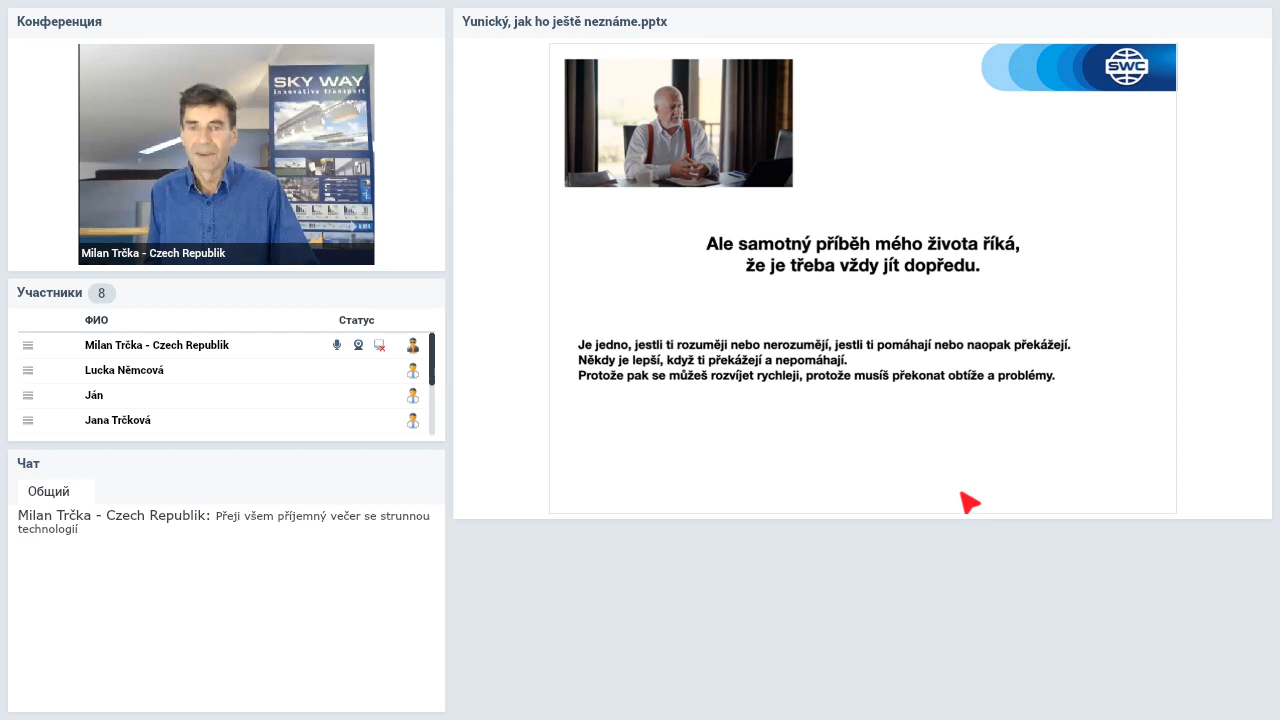 Конференция
SKY WAY
Innovative transport
Milan Trčka - Czech Republik
Участники 8
ФИО Статус
Milan Trčka - Czech Republik
Lucka Němcová
Ján
Jana Trčková
Чат
Общий
Milan Trčka - Czech Republik: Přeji všem příjemný večer se strunnou
technologií
Yunický, jak ho ještě neznáme.pptx
SWC
Ale samotný příběh mého života říká,
že je třeba vždy jít dopředu.
Je jedno, jestli ti rozuměji nebo nerozumějí, jestli ti pomáhají nebo naopak překážejí.
Někdy je lepší, když ti překážejí a nepomohají.
Protože pak se můžeš rozvíjet rychleji, protože musíš překonat obtíže a problémy.